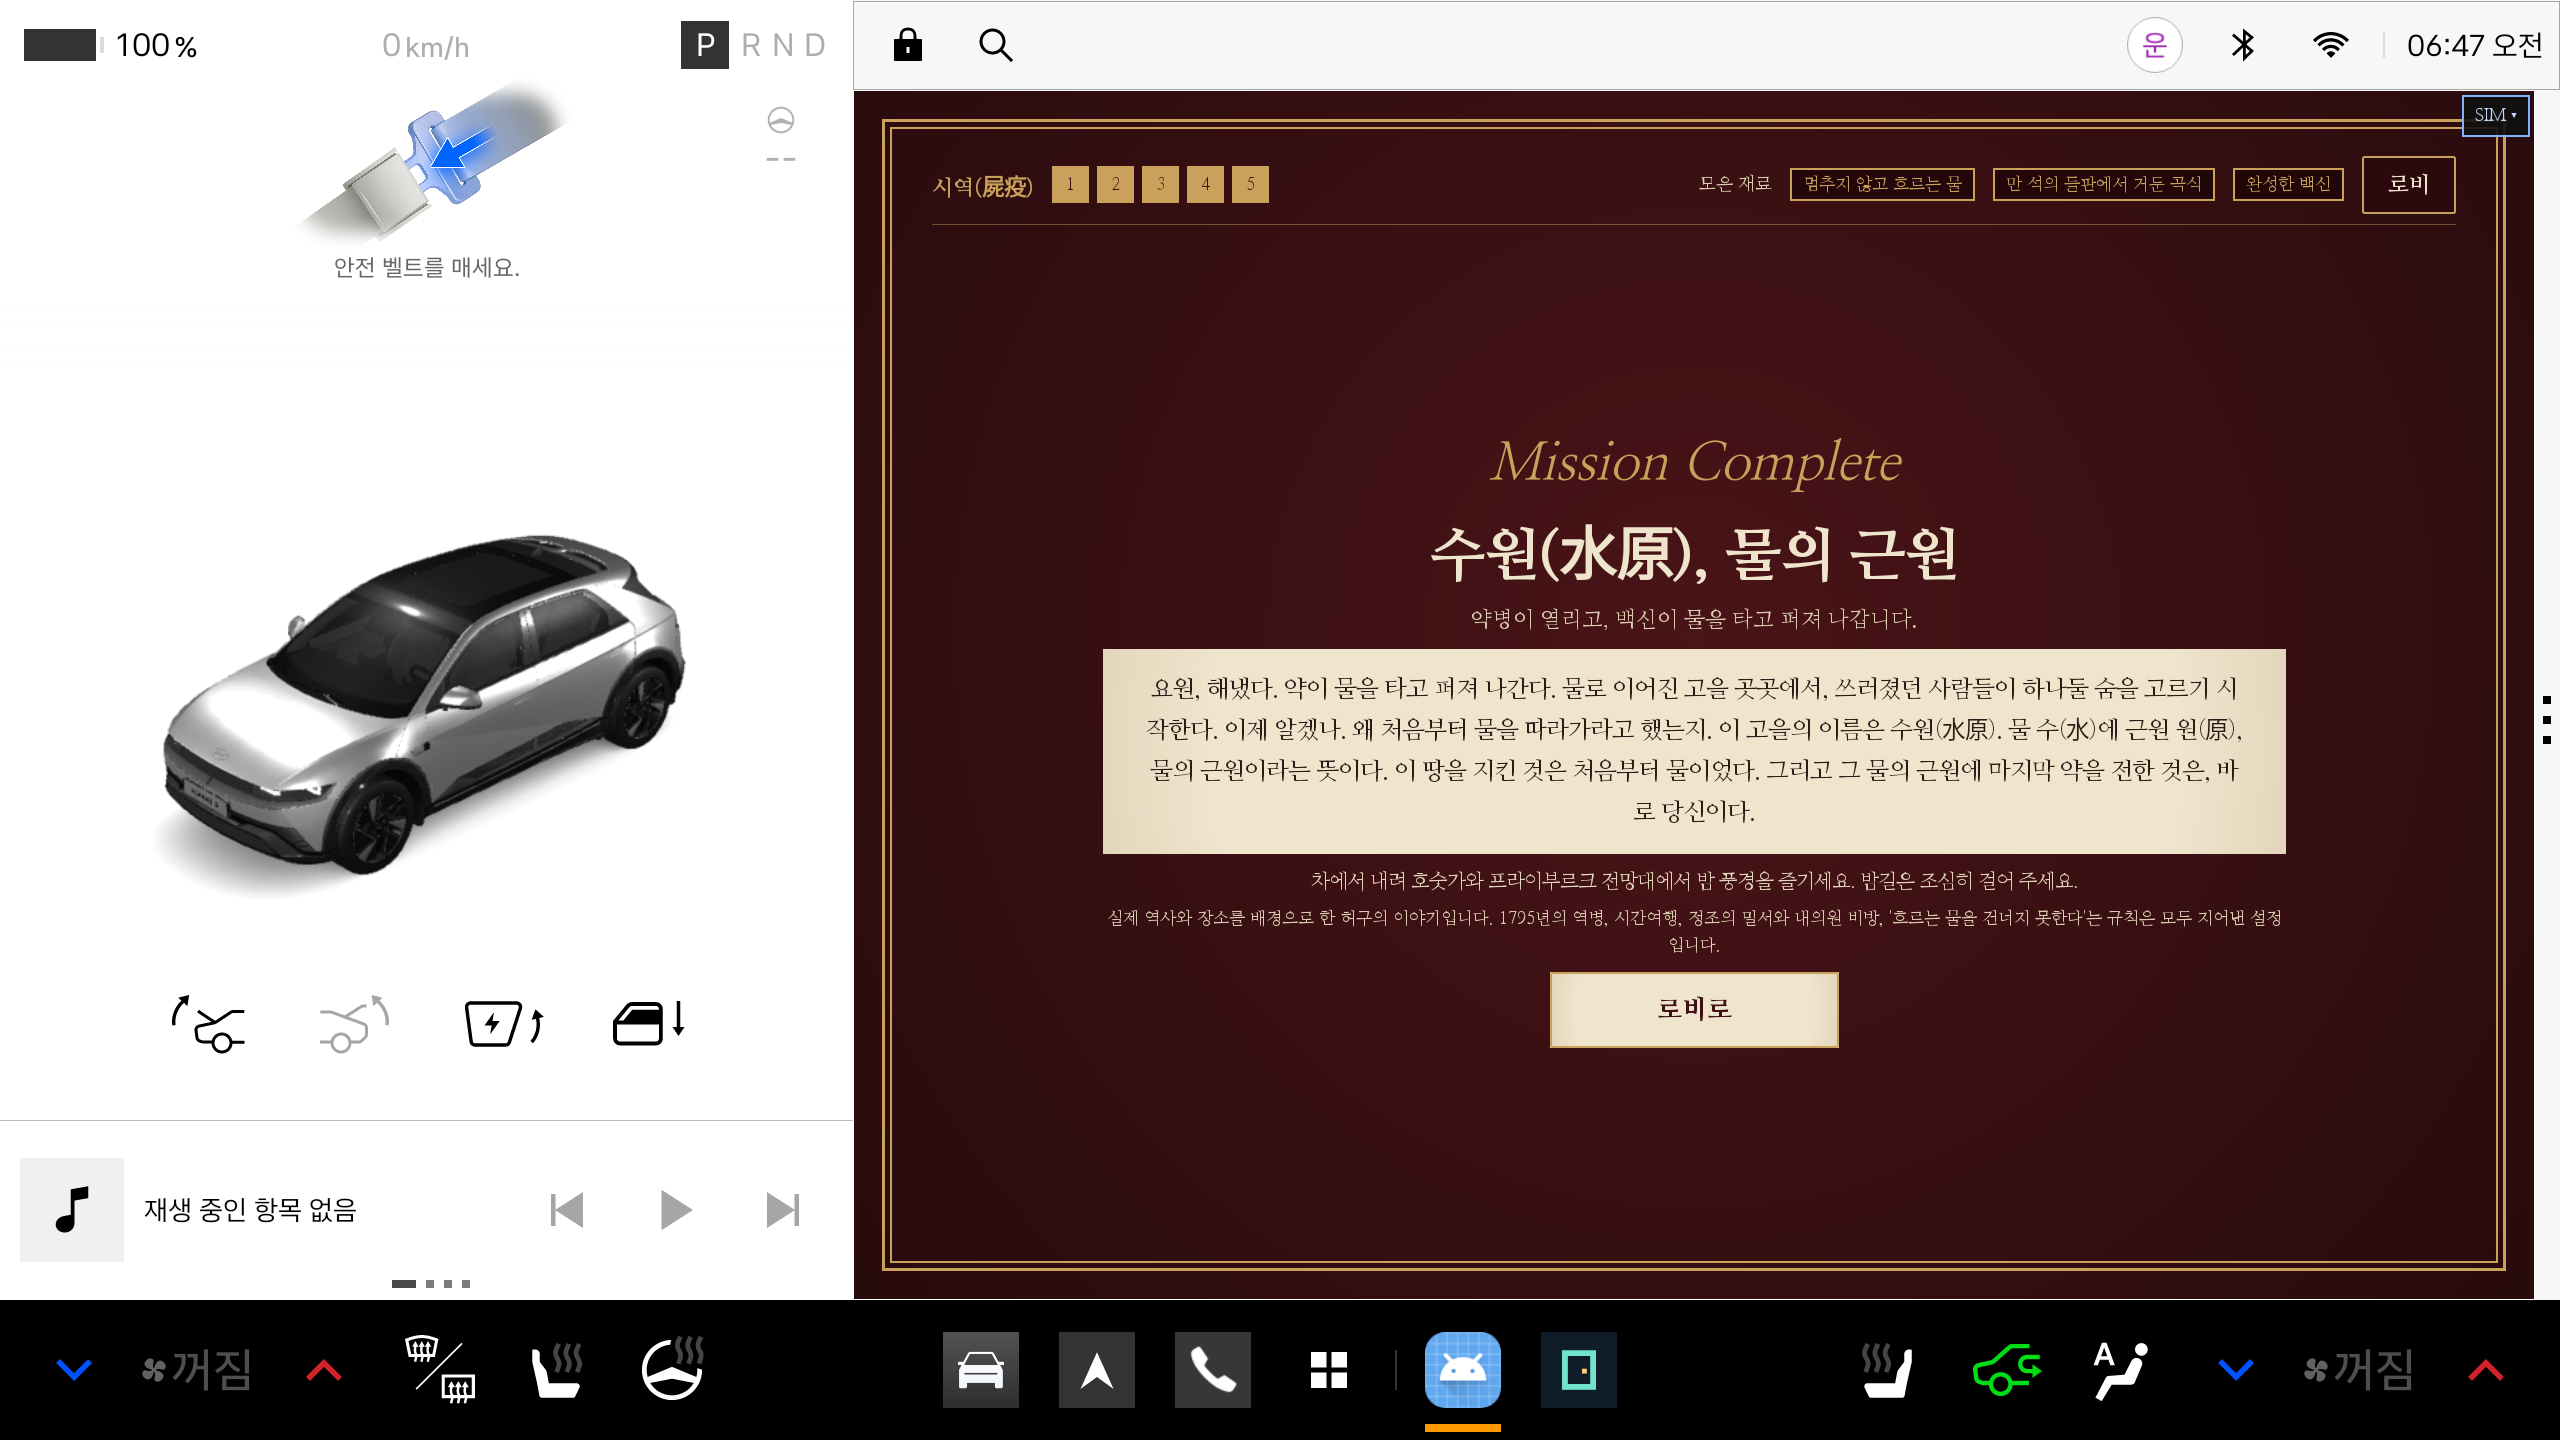 100 %
0 km/h
P R N D
안전 벨트를 매세요.
재생 중인 항목 없음
운
06:47 오전
SIM
시역(屍疫) 1 2 3 4 5
모은 재료 멈추지 않고 흐르는 물 만 석의 들판에서 거둔 곡식 완성한 백신 로비
Mission Complete
수원(水原), 물의 근원
약병이 열리고, 백신이 물을 타고 퍼져 나갑니다.
요원, 해냈다. 약이 물을 타고 퍼져 나간다. 물로 이어진 고을 곳곳에서, 쓰러졌던 사람들이 하나둘 숨을 고르기 시
작한다. 이제 알겠나. 왜 처음부터 물을 따라가라고 했는지. 이 고을의 이름은 수원(水原). 물 수(水)에 근원 원(原),
물의 근원이라는 뜻이다. 이 땅을 지킨 것은 처음부터 물이었다. 그리고 그 물의 근원에 마지막 약을 전한 것은, 바
로 당신이다.
차에서 내려 호숫가와 프라이부르크 전망대에서 밤 풍경을 즐기세요. 밤길은 조심히 걸어 주세요.
실제 역사와 장소를 배경으로 한 허구의 이야기입니다. 1795년의 역병, 시간여행, 정조의 밀서와 내의원 비방, '흐르는 물을 건너지 못한다'는 규칙은 모두 지어낸 설정
입니다.
로비로
꺼짐
A
꺼짐